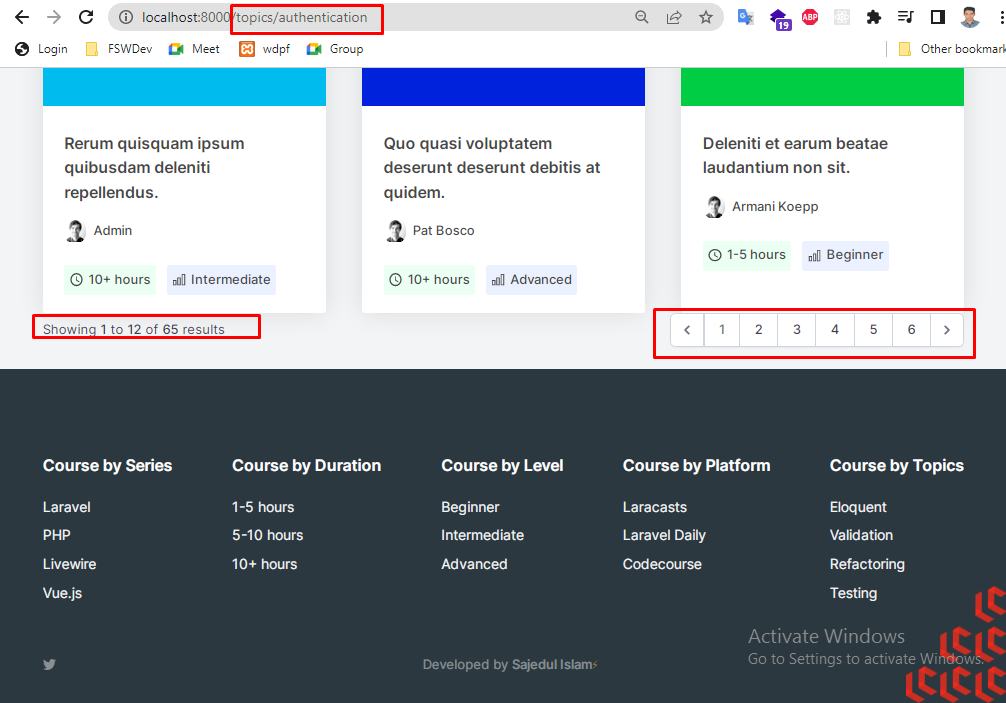 localhost:8000/topics/authentication
19
ABP
Login
FSWDev
Meet
wdpf
Group
Other bookmark
Rerum quisquam ipsum
quibusdam deleniti
repellendus.
Admin
10+ hours Intermediate
Quo quasi voluptatem
deserunt deserunt debitis at
quidem.
Pat Bosco
10+ hours Advanced
Deleniti et earum beatae
laudantium non sit.
Armani Koepp
1-5 hours Beginner
Showing 1 to 12 of 65 results
1 2 3 4 5 6
Course by Series
Laravel
PHP
Livewire
Vue.js
Course by Duration
1-5 hours
5-10 hours
10+ hours
Course by Level
Beginner
Intermediate
Advanced
Course by Platform
Laracasts
Laravel Daily
Codecourse
Course by Topics
Eloquent
Validation
Refactoring
Testing
Activate Windows
Go to Settings to activate Windows.
Developed by Sajedul Islam⚡